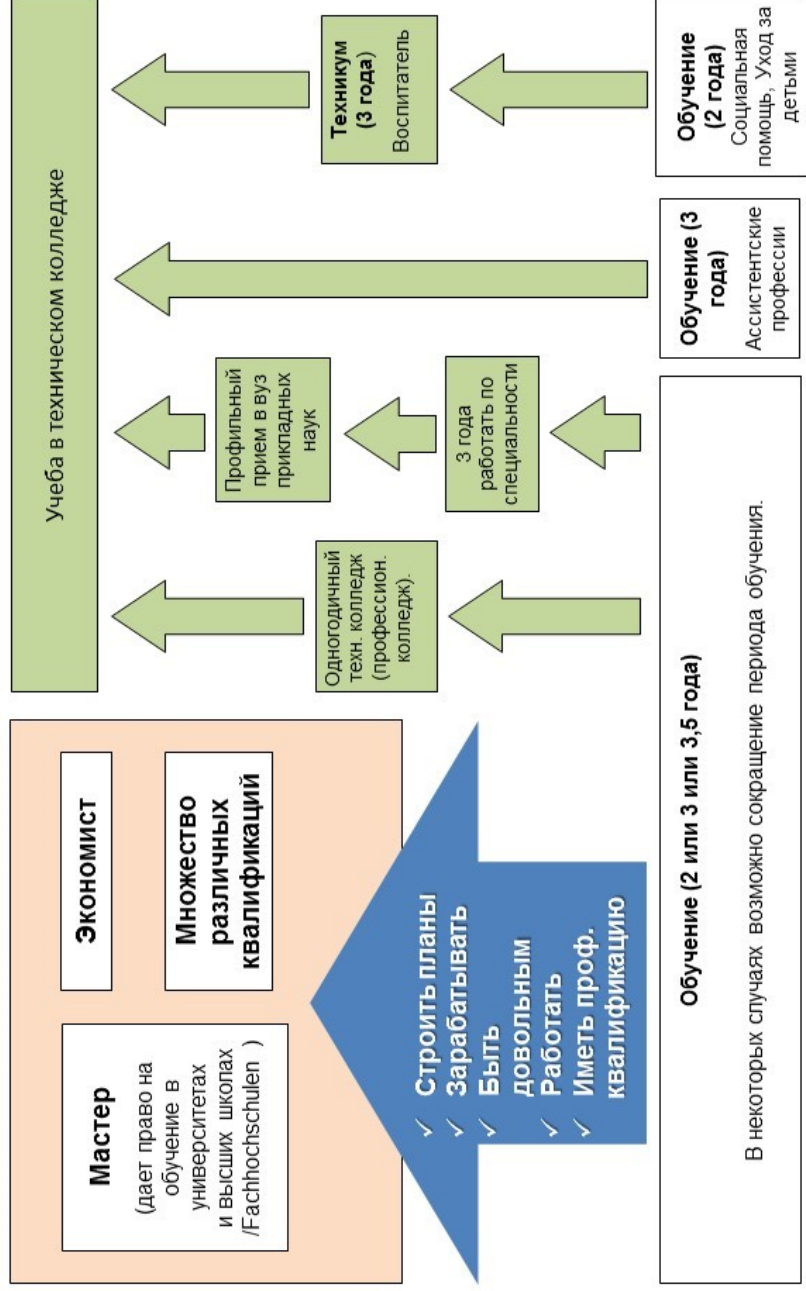 Мастер
(дает право на
обучение в
университетах
и высших школах
/Fachhochschulen )
Экономист
Множество
различных
квалификаций
Учеба в техническом колледже
✓ Строить планы
✓ Зарабатывать
✓ Быть
довольным
✓ Работать
✓ Иметь проф.
квалификацию
Одногодичный
техн. колледж
(профессион.
колледж).
Профильный
прием в вуз
прикладных
наук
3 года
работать по
специальности
Техникум
(3 года)
Воспитатель
Обучение (2 или 3 или 3,5 года)
В некоторых случаях возможно сокращение периода обучения.
Обучение (3
года)
Ассистентские
профессии
Обучение
(2 года)
Социальная
помощь, Уход за
детьми